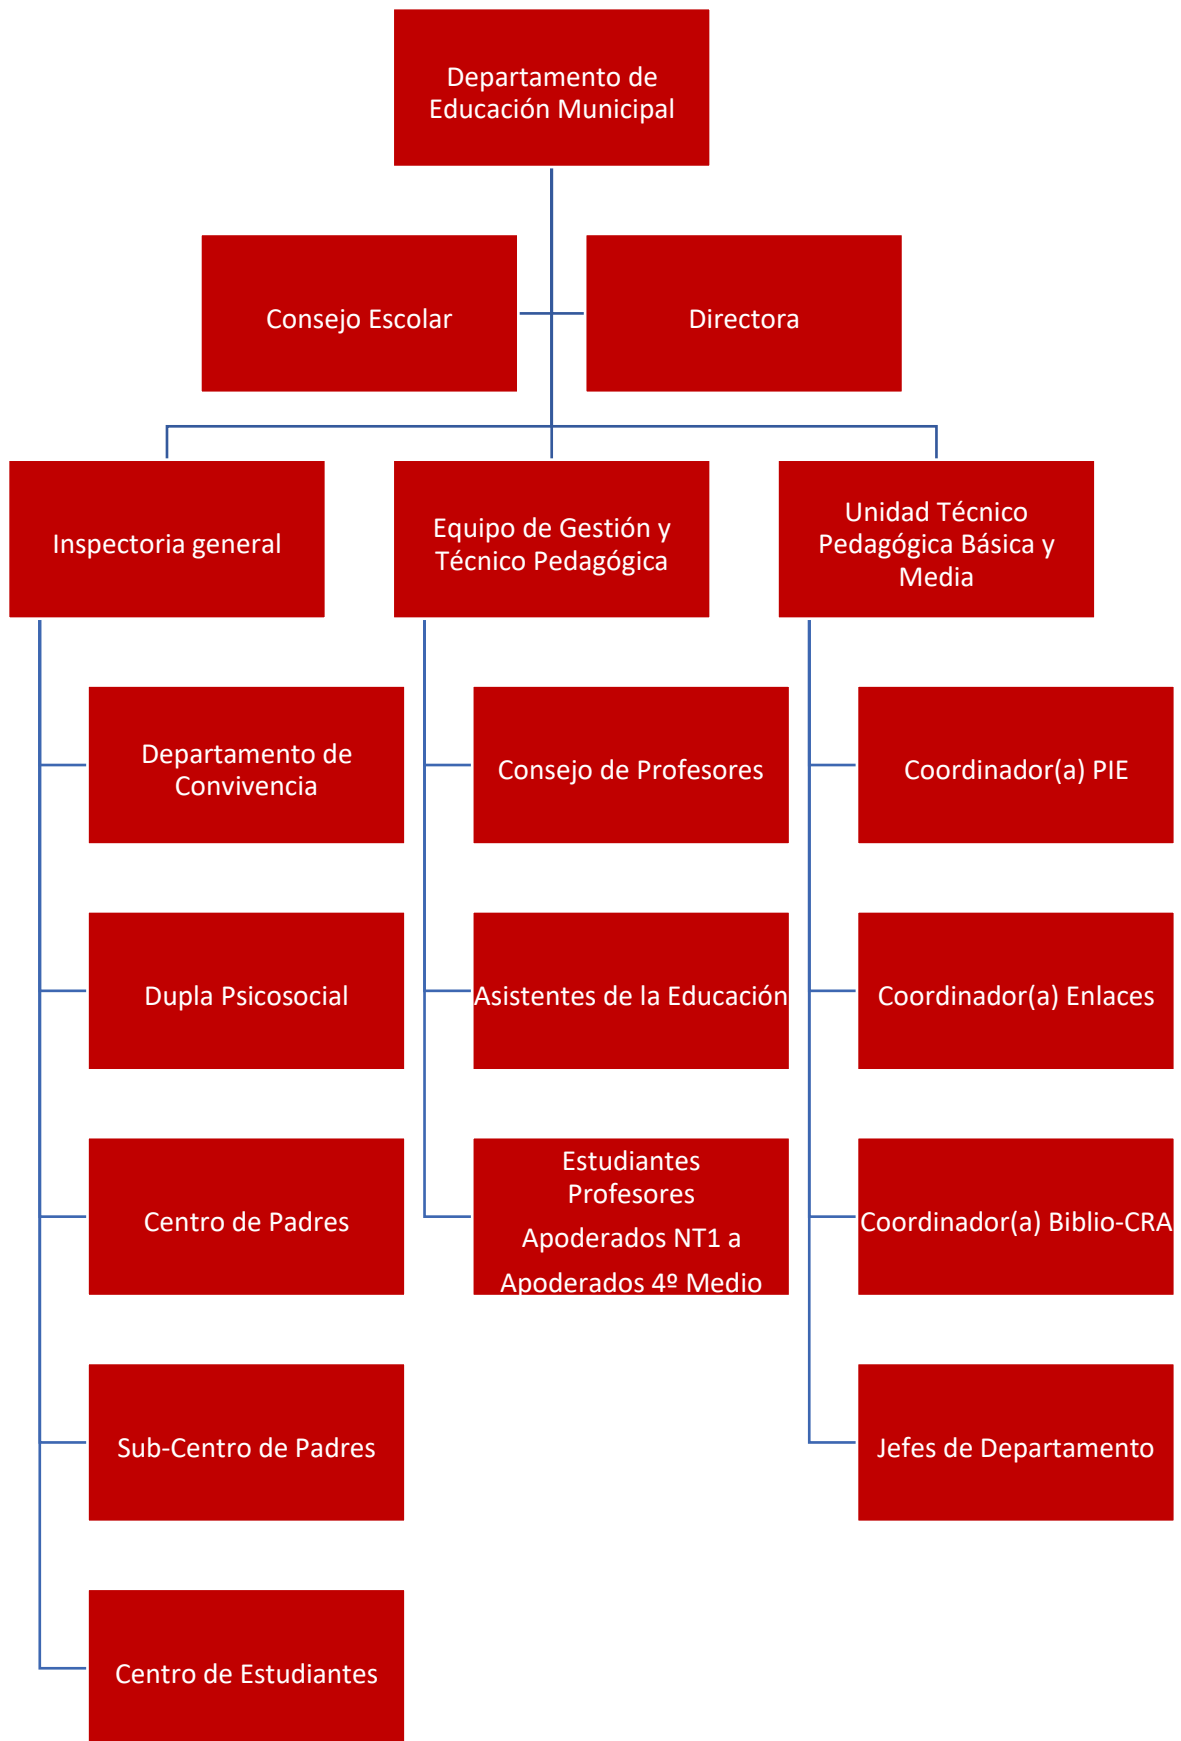 Departamento de
Educación Municipal
Consejo Escolar
Directora
Inspectoria general
Equipo de Gestión y
Técnico Pedagógica
Unidad Técnico
Pedagógica Básica y
Media
Departamento de
Convivencia
Consejo de Profesores
Coordinador(a) PIE
Dupla Psicosocial
Asistentes de la Educación
Coordinador(a) Enlaces
Centro de Padres
Estudiantes
Profesores
Apoderados NT1 a
Apoderados 4º Medio
Coordinador(a) Biblio-CRA
Sub-Centro de Padres
Jefes de Departamento
Centro de Estudiantes